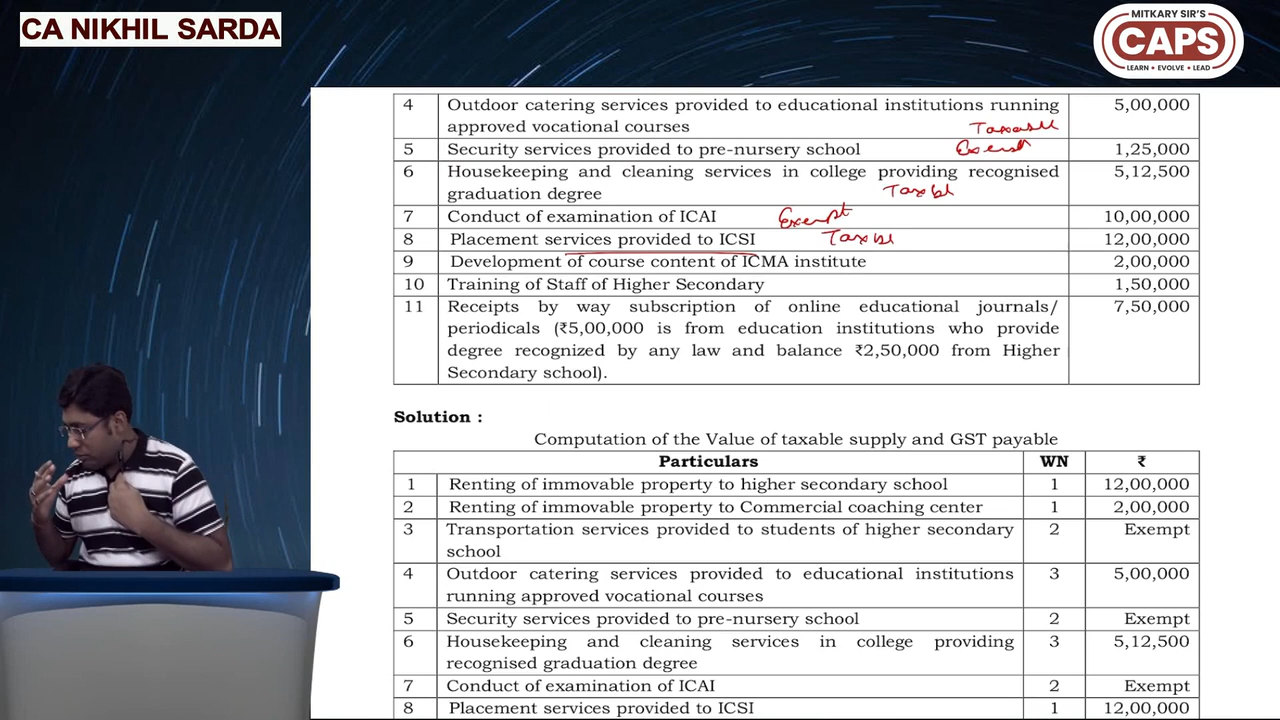 CA NIKHIL SARDA
MITKARY SIR'S
CAPS
LEARN • EVOLVE • LEAD
4 Outdoor catering services provided to educational institutions running 5,00,000
approved vocational courses Taxable
5 Security services provided to pre-nursery school Exempt 1,25,000
6 Housekeeping and cleaning services in college providing recognised 5,12,500
graduation degree Taxbl
7 Conduct of examination of ICAI Exempt 10,00,000
8 Placement services provided to ICSI Taxbl 12,00,000
9 Development of course content of ICMA institute 2,00,000
10 Training of Staff of Higher Secondary 1,50,000
11 Receipts by way subscription of online educational journals/ 7,50,000
periodicals (₹5,00,000 is from education institutions who provide
degree recognized by any law and balance ₹2,50,000 from Higher
Secondary school).
Solution :
Computation of the Value of taxable supply and GST payable
Particulars WN ₹
1 Renting of immovable property to higher secondary school 1 12,00,000
2 Renting of immovable property to Commercial coaching center 1 2,00,000
3 Transportation services provided to students of higher secondary 2 Exempt
school
4 Outdoor catering services provided to educational institutions 3 5,00,000
running approved vocational courses
5 Security services provided to pre-nursery school 2 Exempt
6 Housekeeping and cleaning services in college providing 3 5,12,500
recognised graduation degree
7 Conduct of examination of ICAI 2 Exempt
8 Placement services provided to ICSI 1 12,00,000